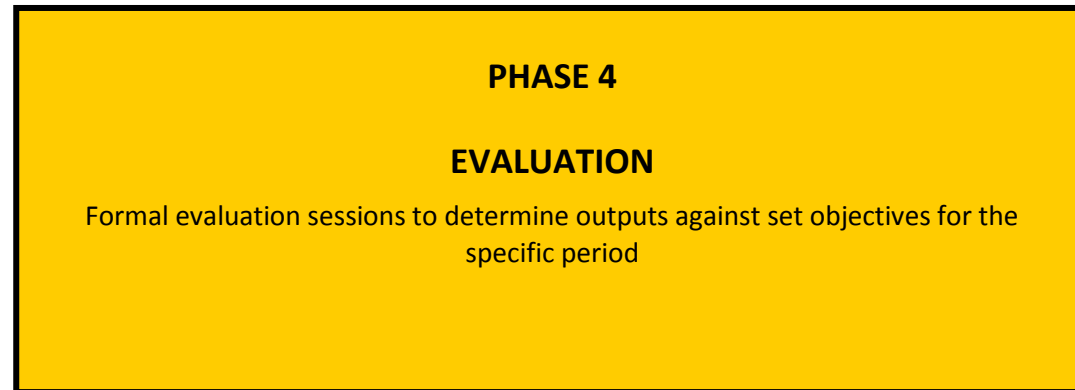 PHASE 4
EVALUATION
Formal evaluation sessions to determine outputs against set objectives for the
specific period